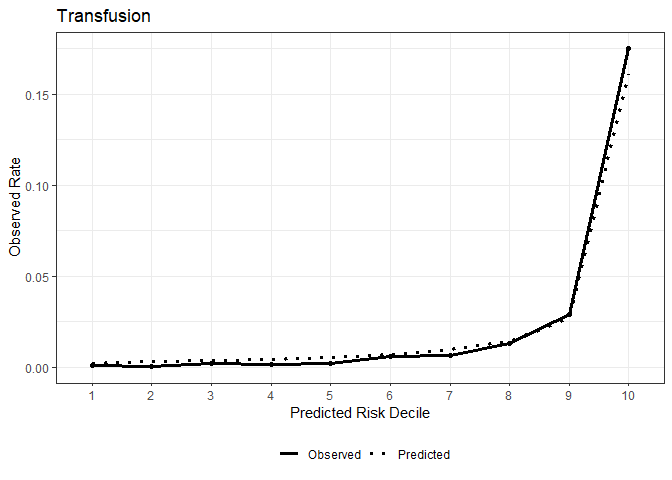 Transfusion
Observed Rate
0.15
0.10
0.05
0.00
1 2 3 4 5 6 7 8 9 10
Predicted Risk Decile
Observed Predicted